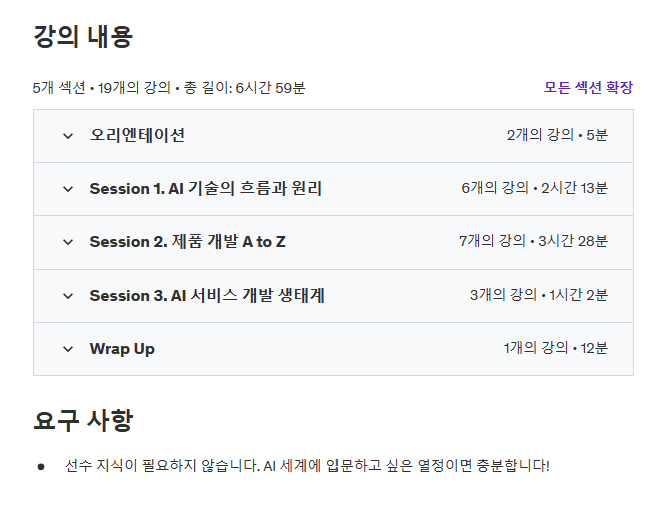 강의 내용
5개 섹션 • 19개의 강의 • 총 길이: 6시간 59분 모든 섹션 확장
오리엔테이션 2개의 강의 • 5분
Session 1. AI 기술의 흐름과 원리 6개의 강의 • 2시간 13분
Session 2. 제품 개발 A to Z 7개의 강의 • 3시간 28분
Session 3. AI 서비스 개발 생태계 3개의 강의 • 1시간 2분
Wrap Up 1개의 강의 • 12분
요구 사항
• 선수 지식이 필요하지 않습니다. AI 세계에 입문하고 싶은 열정이면 충분합니다!